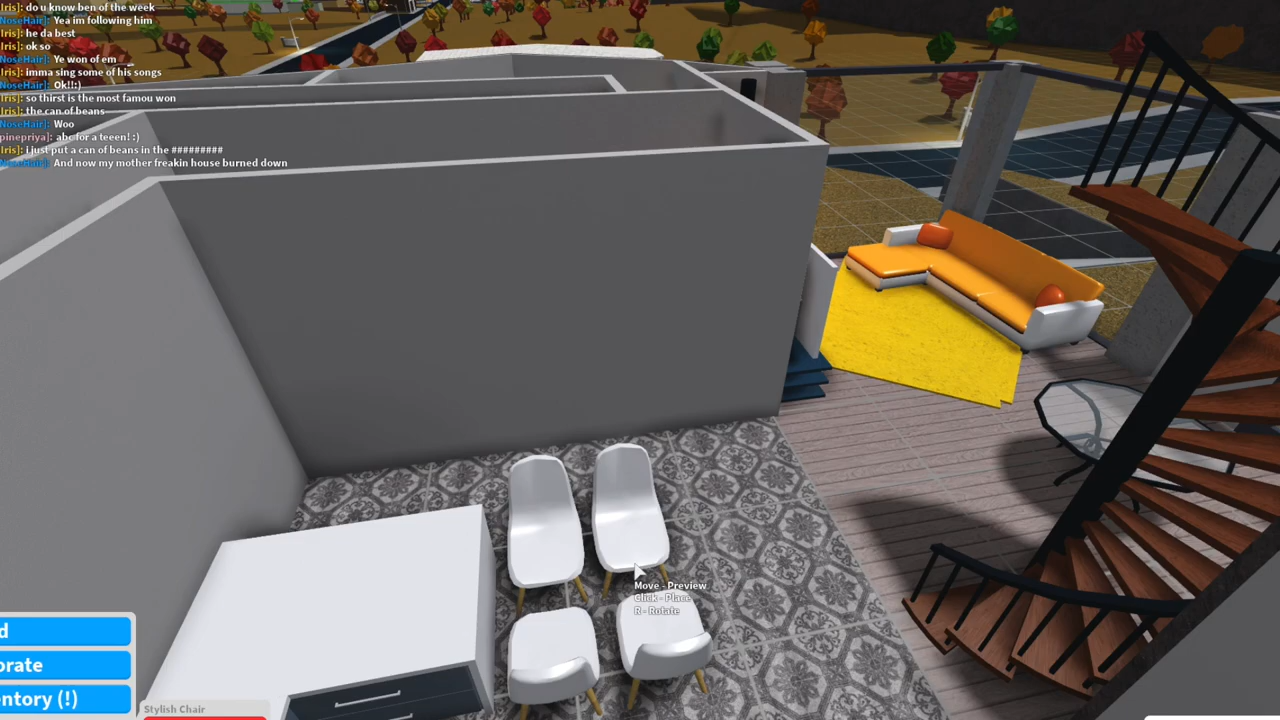 Iris]: do u know ben of the week
NoseHair]: Yea im following him
Iris]: he da best
Iris]: ok so
NoseHair]: Ye won of em
Iris]: imma sing some of his songs
NoseHair]: Ok!!:)
Iris]: so thirst is the most famou won
Iris]: the can of beans
NoseHair]: Woo
pinepriya]: abc for a teeen! :)
Iris]: i just put a can of beans in the #########
NoseHair]: And now my mother freakin house burned down
Move - Preview
Click - Place
R - Rotate
d
orate
entory (!)
Stylish Chair